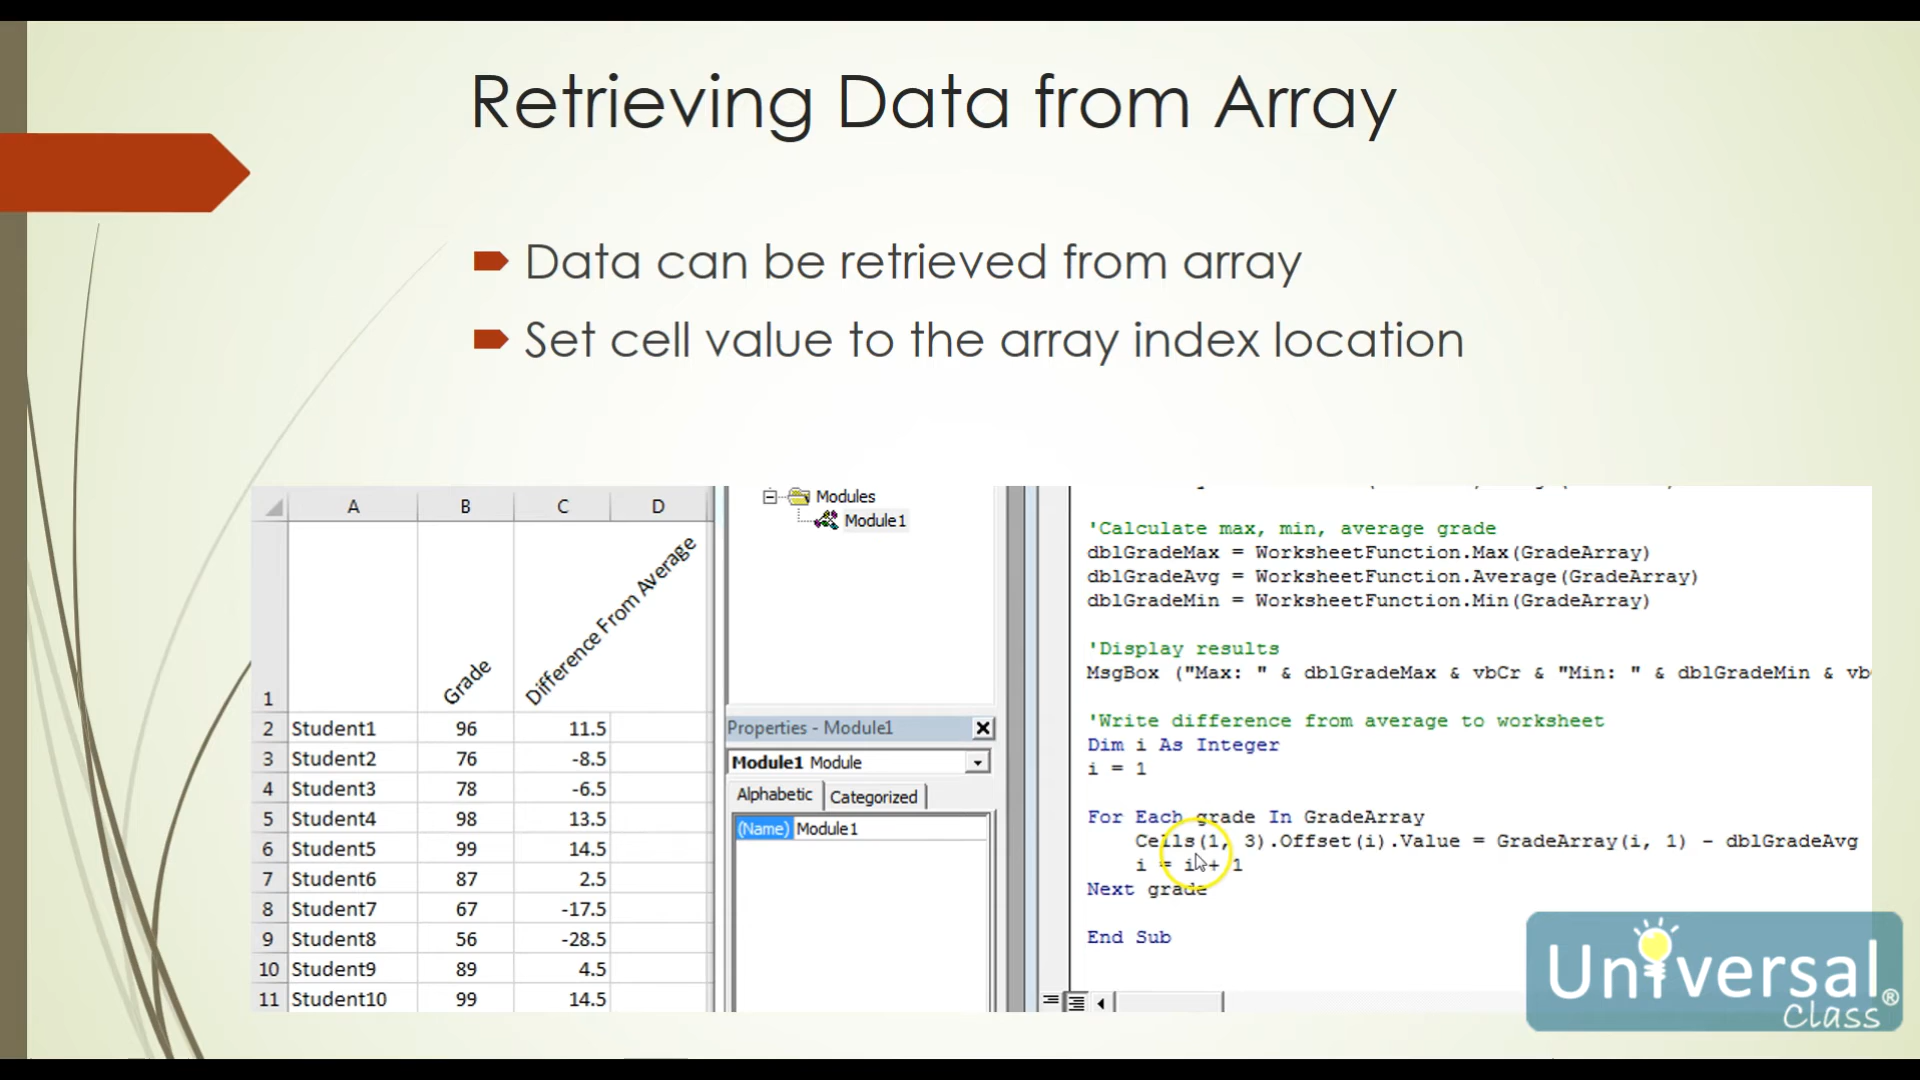 Retrieving Data from Array
Data can be retrieved from array
Set cell value to the array index location
A B C D
1 Grade Difference From Average
2 Student1 96 11.5
3 Student2 76 -8.5
4 Student3 78 -6.5
5 Student4 98 13.5
6 Student5 99 14.5
7 Student6 87 2.5
8 Student7 67 -17.5
9 Student8 56 -28.5
10 Student9 89 4.5
11 Student10 99 14.5
Modules
Module1
Properties - Module1
Module1 Module
Alphabetic Categorized
(Name) Module1
'Calculate max, min, average grade
dblGradeMax = WorksheetFunction.Max(GradeArray)
dblGradeAvg = WorksheetFunction.Average(GradeArray)
dblGradeMin = WorksheetFunction.Min(GradeArray)
'Display results
MsgBox ("Max: " & dblGradeMax & vbCr & "Min: " & dblGradeMin & vb
'Write difference from average to worksheet
Dim i As Integer
i = 1
For Each grade In GradeArray
Cells(1, 3).Offset(i).Value = GradeArray(i, 1) - dblGradeAvg
i = i + 1
Next grade
End Sub
Universal
Class®